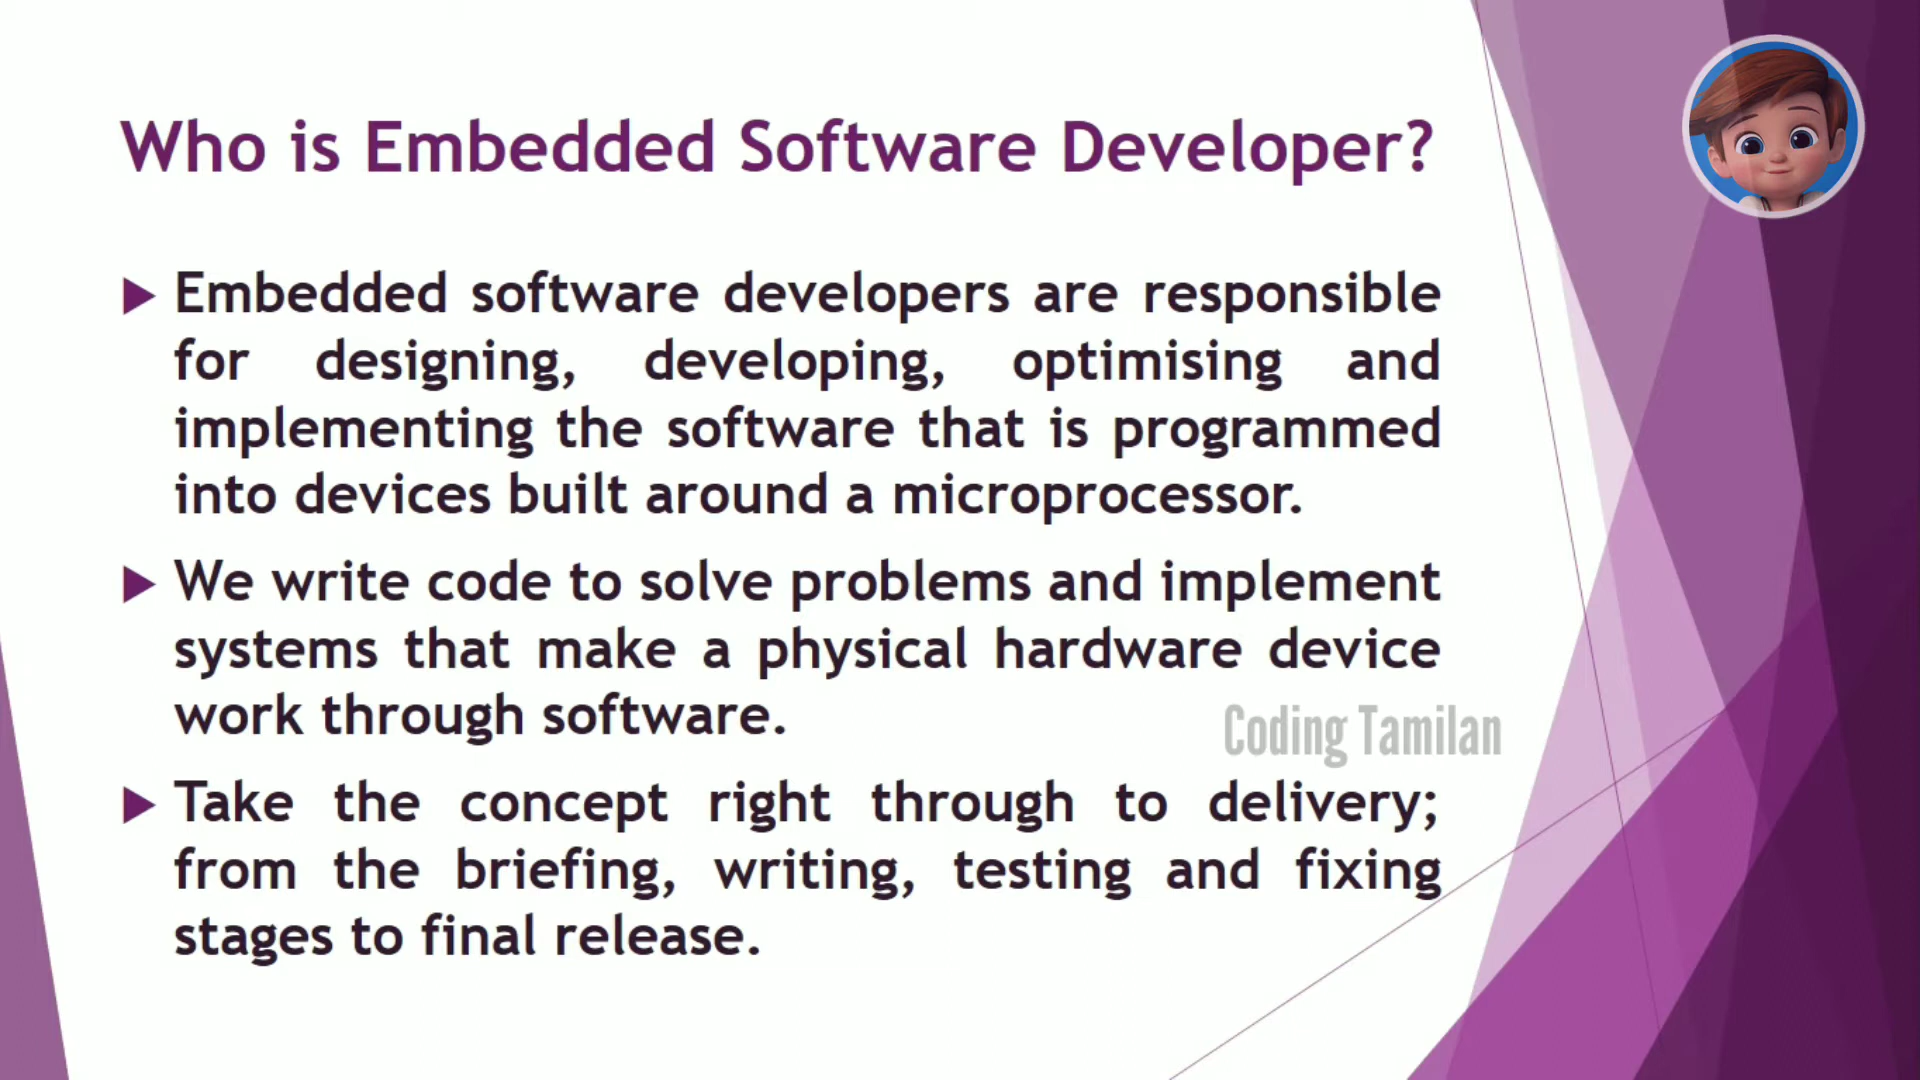 Who is Embedded Software Developer?
Embedded software developers are responsible
for designing, developing, optimising and
implementing the software that is programmed
into devices built around a microprocessor.
We write code to solve problems and implement
systems that make a physical hardware device
work through software.
Coding Tamilan
Take the concept right through to delivery;
from the briefing, writing, testing and fixing
stages to final release.